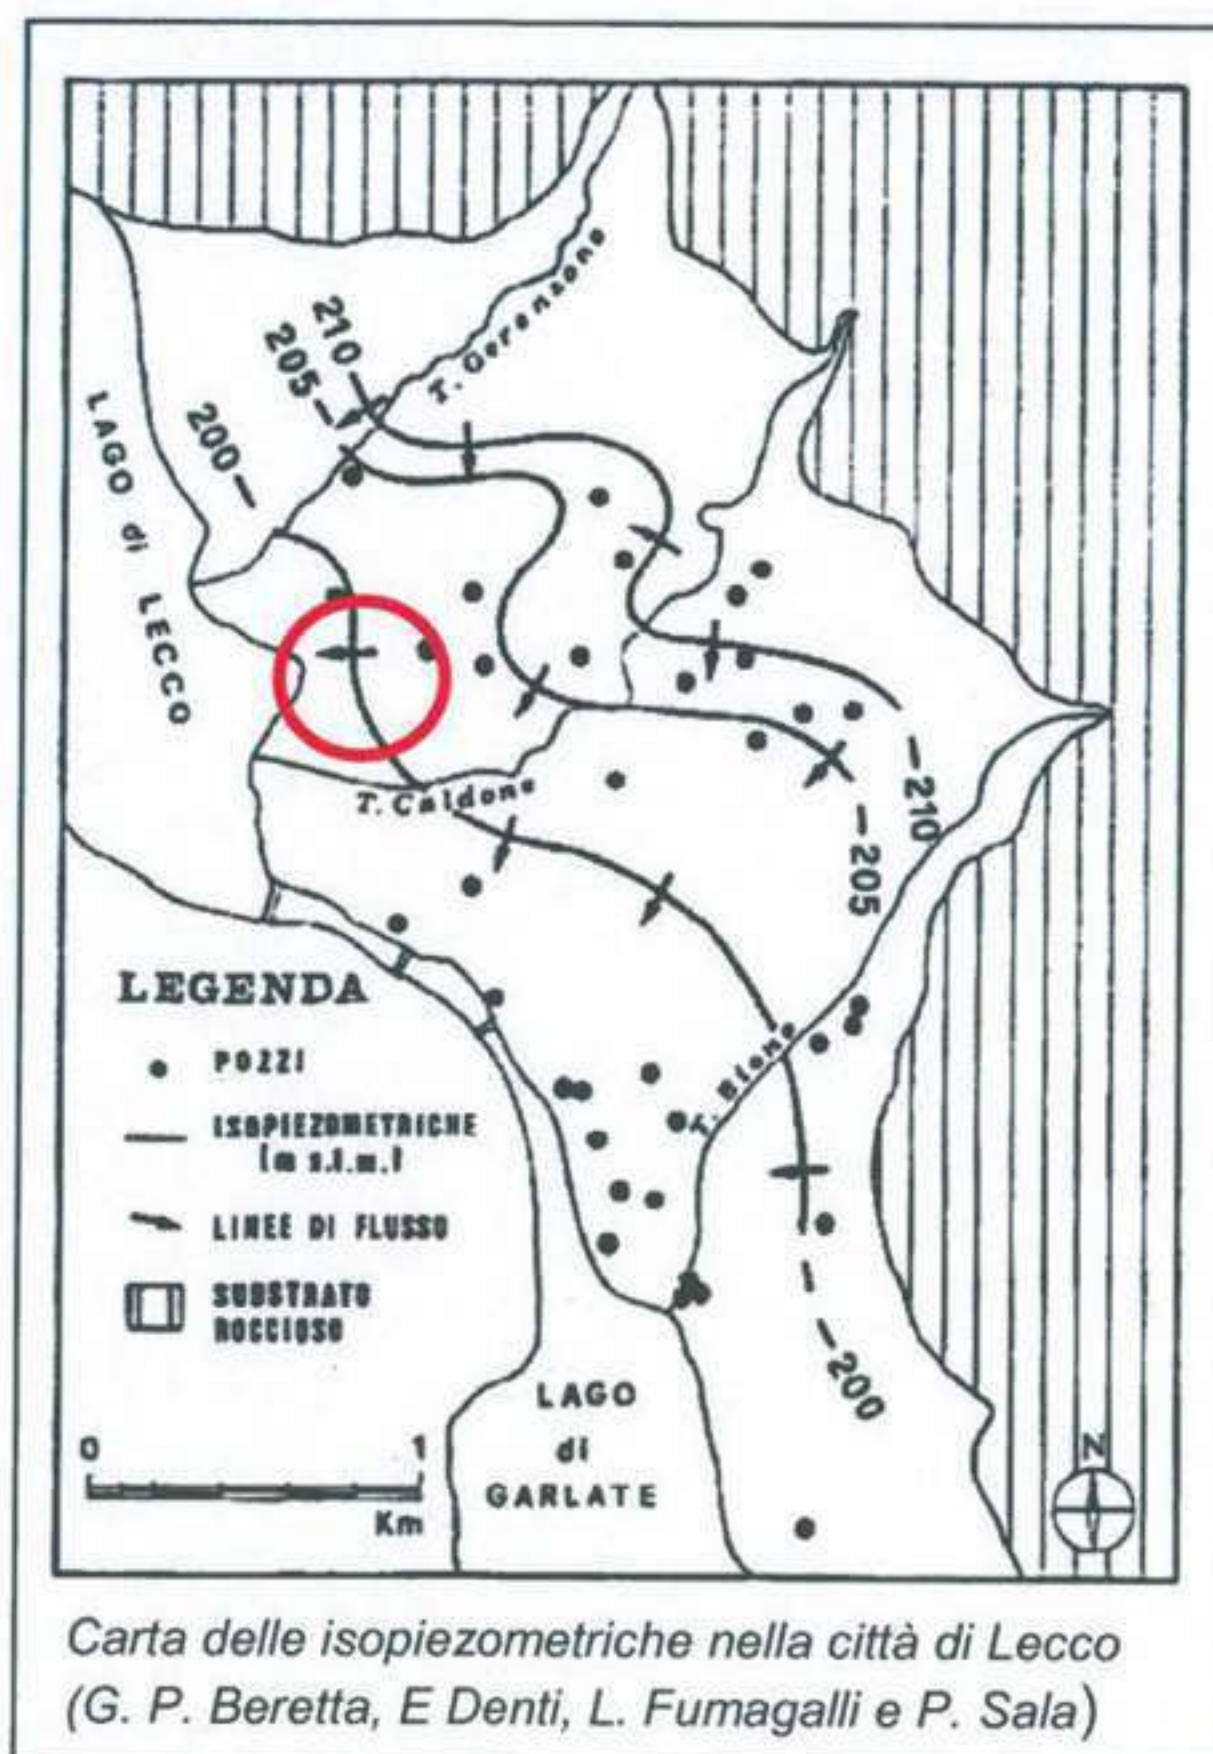 T. Gerenzone
210
205
200
LAGO di LECCO
T. Caldone
210
205
T. Bione
200
LEGENDA
POZZI
ISOPIEZOMETRICHE
(m s.l.m.)
LINEE DI FLUSSO
SUBSTRATO
ROCCIOSO
0 1
Km
LAGO
di
GARLATE
N
Carta delle isopiezometriche nella città di Lecco
(G. P. Beretta, E Denti, L. Fumagalli e P. Sala)